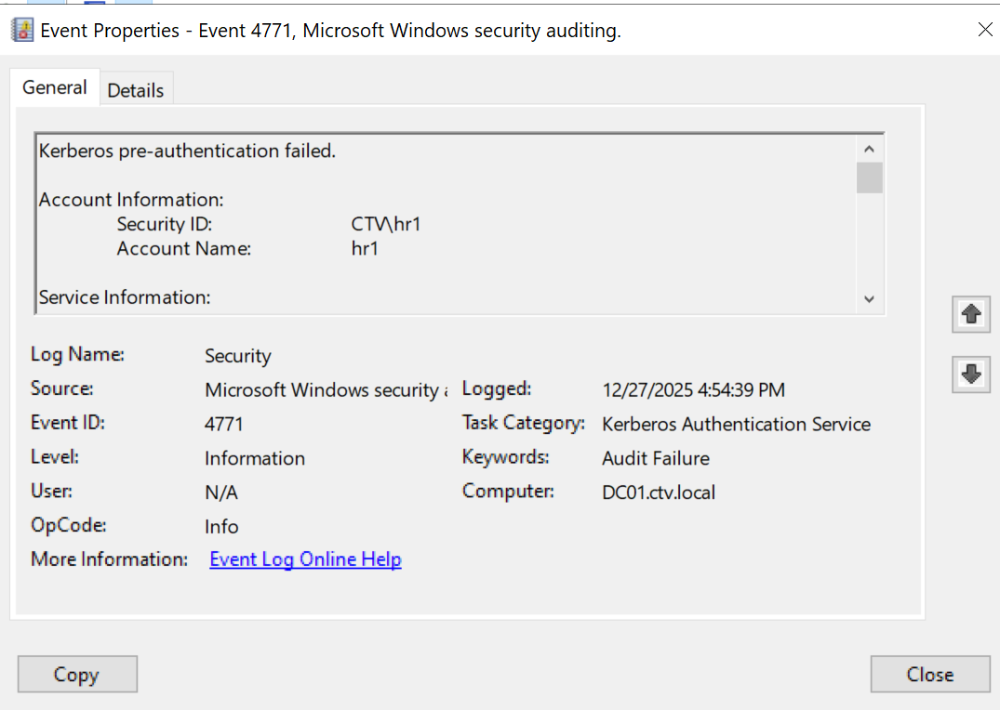 Event Properties - Event 4771, Microsoft Windows security auditing.
General
Details
Kerberos pre-authentication failed.
Account Information:
Security ID: CTV\hr1
Account Name: hr1
Service Information:
Log Name: Security
Source: Microsoft Windows security Logged: 12/27/2025 4:54:39 PM
Event ID: 4771 Task Category: Kerberos Authentication Service
Level: Information Keywords: Audit Failure
User: N/A Computer: DC01.ctv.local
OpCode: Info
More Information: Event Log Online Help
Copy
Close